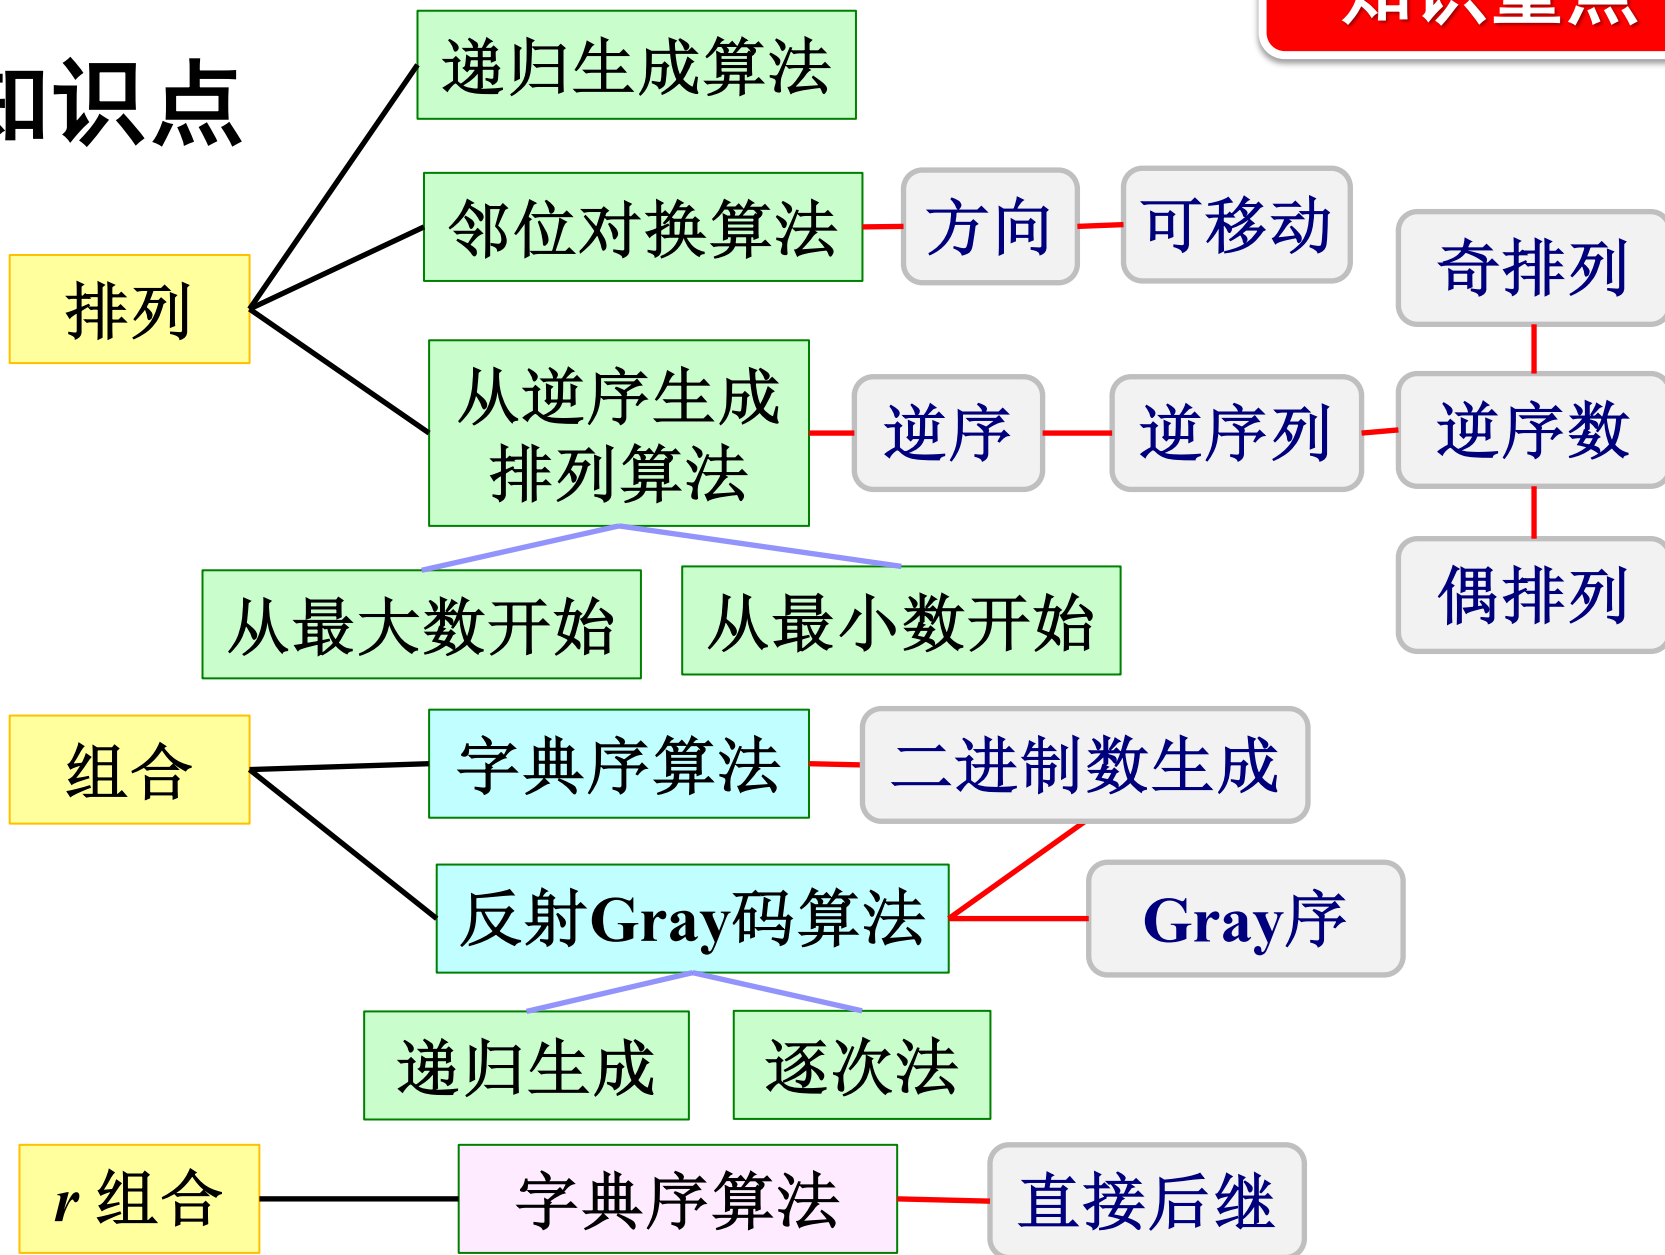 知识重点
知识点
递归生成算法
邻位对换算法
方向
可移动
排列
奇排列
从逆序生成
排列算法
逆序
逆序列
逆序数
偶排列
从最大数开始
从最小数开始
组合
字典序算法
二进制数生成
反射Gray码算法
Gray序
递归生成
逐次法
r 组合
字典序算法
直接后继